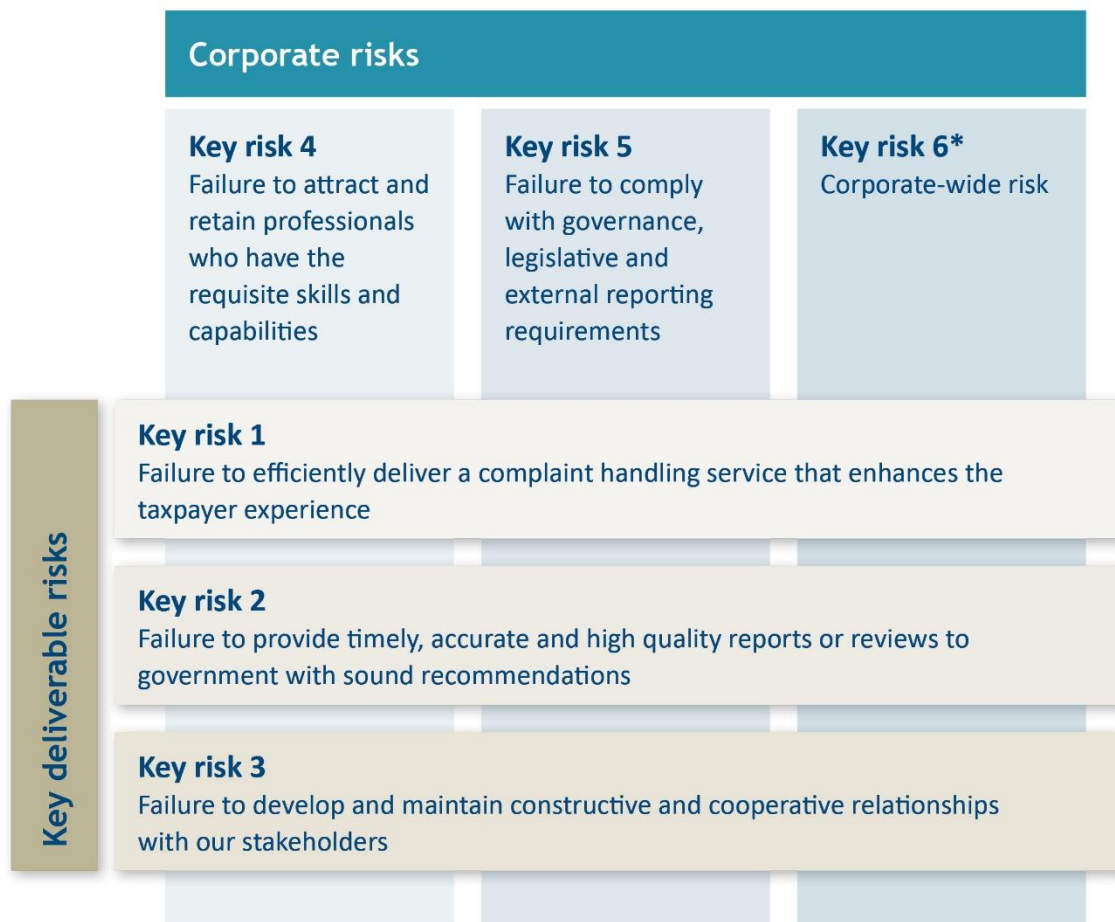 Corporate risks
Key risk 4
Failure to attract and
retain professionals
who have the
requisite skills and
capabilities
Key risk 5
Failure to comply
with governance,
legislative and
external reporting
requirements
Key risk 6*
Corporate-wide risk
Key deliverable risks
Key risk 1
Failure to efficiently deliver a complaint handling service that enhances the
taxpayer experience
Key risk 2
Failure to provide timely, accurate and high quality reports or reviews to
government with sound recommendations
Key risk 3
Failure to develop and maintain constructive and cooperative relationships
with our stakeholders